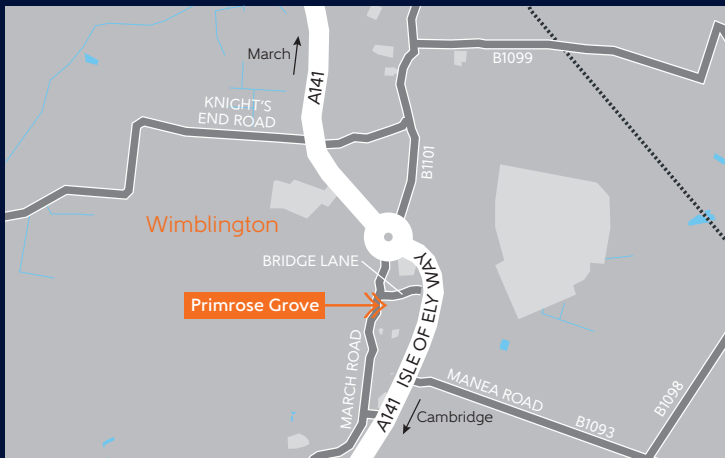 March
A141
B1099
KNIGHT'S
END ROAD
B1101
Wimblington
BRIDGE LANE
Primrose Grove
A141 ISLE OF ELY WAY
MARCH ROAD
MANEA ROAD
B1098
Cambridge
B1093